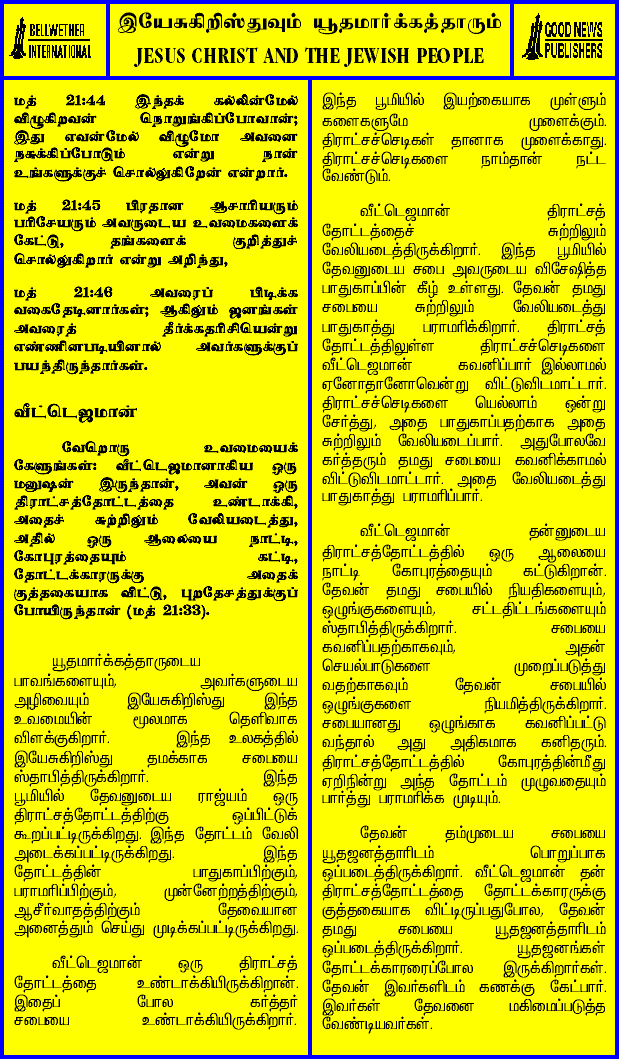 BELLWETHER
INTERNATIONAL
இயேசுகிறிஸ்துவும் யூதமார்க்கத்தாரும்
JESUS CHRIST AND THE JEWISH PEOPLE
GOOD NEWS
PUBLISHERS
மத் 21:44 இந்தக் கல்லின்மேல்
விழுகிறவன் நொறுங்கிப்போவான்;
இது எவன்மேல் விழுமோ அவனை
நசுக்கிப்போடும் என்று நான்
உங்களுக்குச் சொல்லுகிறேன் என்றார்.
மத் 21:45 பிரதான ஆசாரியரும்
பரிசேயரும் அவருடைய உவமைகளைக்
கேட்டு, தங்களைக் குறித்துச்
சொல்லுகிறார் என்று அறிந்து,
மத் 21:46 அவரைப் பிடிக்க
வகைதேடினார்கள்; ஆகிலும் ஜனங்கள்
அவரைத் தீர்க்கதரிசியென்று
எண்ணினபடியினால் அவர்களுக்குப்
பயந்திருந்தார்கள்.
வீட்டெஜமான்
வேறொரு உவமையைக்
கேளுங்கள்: வீட்டெஜமானாகிய ஒரு
மனுஷன் இருந்தான், அவன் ஒரு
திராட்சத்தோட்டத்தை உண்டாக்கி,
அதைச் சுற்றிலும் வேலியடைத்து,
அதில் ஒரு ஆலையை நாட்டி,
கோபுரத்தையும் கட்டி,
தோட்டக்காரருக்கு அதைக்
குத்தகையாக விட்டு, புறதேசத்துக்குப்
போயிருந்தான் (மத் 21:33).
யூதமார்க்கத்தாருடைய
பாவங்களையும், அவர்களுடைய
அழிவையும் இயேசுகிறிஸ்து இந்த
உவமையின் மூலமாக தெளிவாக
விளக்குகிறார். இந்த உலகத்தில்
இயேசுகிறிஸ்து தமக்காக சபையை
ஸ்தாபித்திருக்கிறார். இந்த
பூமியில் தேவனுடைய ராஜ்யம் ஒரு
திராட்சத்தோட்டத்திற்கு ஒப்பிட்டுக்
கூறப்பட்டிருக்கிறது. இந்த தோட்டம் வேலி
அடைக்கப்பட்டிருக்கிறது. இந்த
தோட்டத்தின் பாதுகாப்பிற்கும்,
பராமரிப்பிற்கும், முன்னேற்றத்திற்கும்,
ஆசீர்வாதத்திற்கும் தேவையான
அனைத்தும் செய்து முடிக்கப்பட்டிருக்கிறது.
வீட்டெஜமான் ஒரு திராட்சத்
தோட்டத்தை உண்டாக்கியிருக்கிறான்.
இதைப் போல கர்த்தர்
சபையை உண்டாக்கியிருக்கிறார்.
இந்த பூமியில் இயற்கையாக முள்ளும்
களைகளுமே முளைக்கும்.
திராட்சச்செடிகள் தானாக முளைக்காது.
திராட்சச்செடிகளை நாம்தான் நட்ட
வேண்டும்.
வீட்டெஜமான் திராட்சத்
தோட்டத்தைச் சுற்றிலும்
வேலியடைத்திருக்கிறார். இந்த பூமியில்
தேவனுடைய சபை அவருடைய விசேஷித்த
பாதுகாப்பின் கீழ் உள்ளது. தேவன் தமது
சபையை சுற்றிலும் வேலியடைத்து
பாதுகாத்து பராமரிக்கிறார். திராட்சத்
தோட்டத்திலுள்ள திராட்சச்செடிகளை
வீட்டெஜமான் கவனிப்பார் இல்லாமல்
ஏனோதானோவென்று விட்டுவிடமாட்டார்.
திராட்சச்செடிகளை யெல்லாம் ஒன்று
சேர்த்து, அதை பாதுகாப்பதற்காக அதை
சுற்றிலும் வேலியடைப்பார். அதுபோலவே
கர்த்தரும் தமது சபையை கவனிக்காமல்
விட்டுவிடமாட்டார். அதை வேலியடைத்து
பாதுகாத்து பராமரிப்பார்.
வீட்டெஜமான் தன்னுடைய
திராட்சத்தோட்டத்தில் ஒரு ஆலையை
நாட்டி கோபுரத்தையும் கட்டுகிறான்.
தேவன் தமது சபையில் நியதிகளையும்,
ஒழுங்குகளையும், சட்டதிட்டங்களையும்
ஸ்தாபித்திருக்கிறார். சபையை
கவனிப்பதற்காகவும், அதன்
செயல்பாடுகளை முறைப்படுத்து
வதற்காகவும் தேவன் சபையில்
ஒழுங்குகளை நியமித்திருக்கிறார்.
சபையானது ஒழுங்காக கவனிப்பட்டு
வந்தால் அது அதிகமாக கனிதரும்.
திராட்சத்தோட்டத்தில் கோபுரத்தின்மீது
ஏறிநின்று அந்த தோட்டம் முழுவதையும்
பார்த்து பராமரிக்க முடியும்.
தேவன் தம்முடைய சபையை
யூதஜனத்தாரிடம் பொறுப்பாக
ஒப்படைத்திருக்கிறார். வீட்டெஜமான் தன்
திராட்சத்தோட்டத்தை தோட்டக்காரருக்கு
குத்தகையாக விட்டிருப்பதுபோல, தேவன்
தமது சபையை யூதஜனத்தாரிடம்
ஒப்படைத்திருக்கிறார். யூதஜனங்கள்
தோட்டக்காரரைப்போல இருக்கிறார்கள்.
தேவன் இவர்களிடம் கணக்கு கேட்பார்.
இவர்கள் தேவனை மகிமைப்படுத்த
வேண்டியவர்கள்.